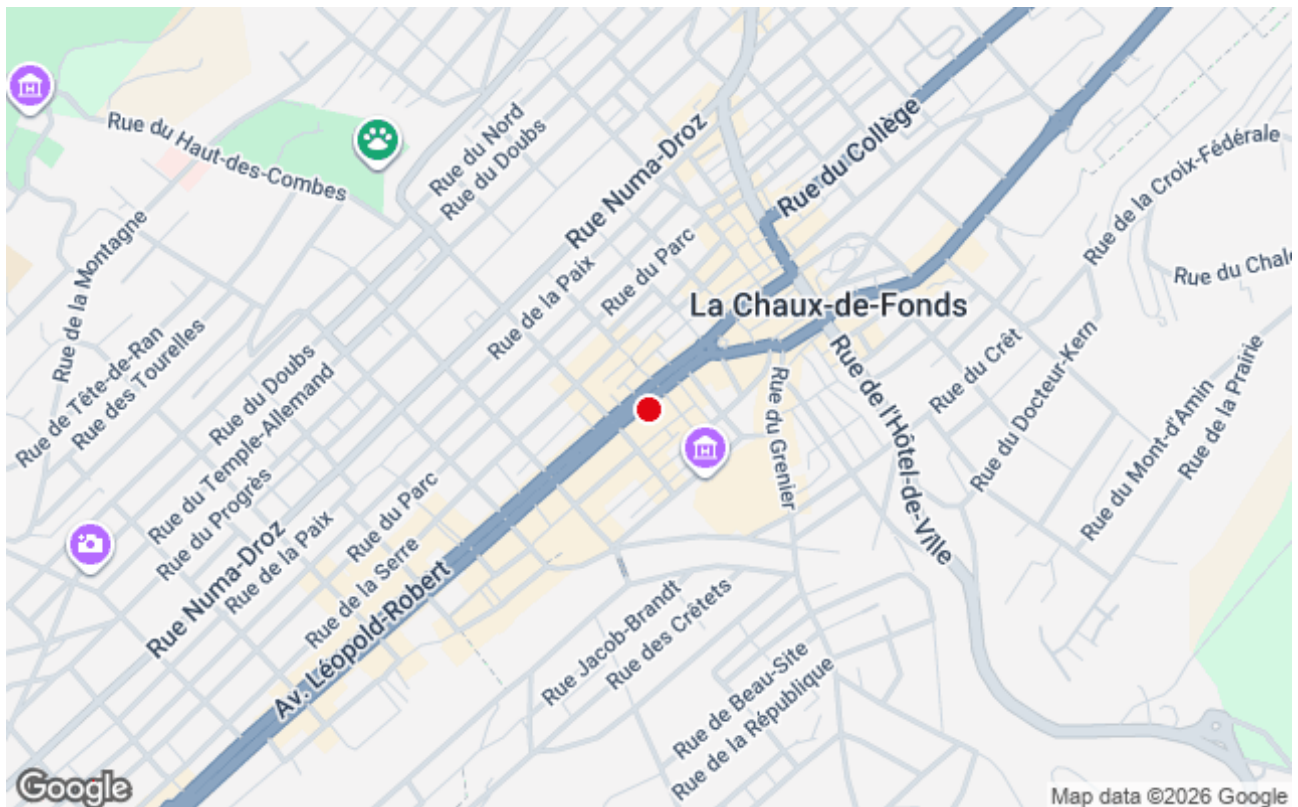 Rue du Haut-des-Combes
Rue du Nord
Rue du Doubs
Rue Numa-Droz
Rue du Collège
Rue de la Croix-Fédérale
Rue du Chale
Rue de la Montagne
Rue du Parc
Rue de la Paix
La Chaux-de-Fonds
Rue de Tête-de-Ran
Rue des Tourelles
Rue du Doubs
Rue du Temple-Allemand
Rue du Progrès
Rue du Grenier
Rue de l'Hôtel-de-Ville
Rue du Crêt
Rue du Docteur-Kern
Rue du Mont-d'Amin
Rue de la Prairie
Rue Numa-Droz
Rue de la Paix
Rue du Parc
Rue de la Serre
Av. Léopold-Robert
Rue Jacob-Brandt
Rue des Crêtets
Rue de Beau-Site
Rue de la République
Google
Map data ©2026 Google